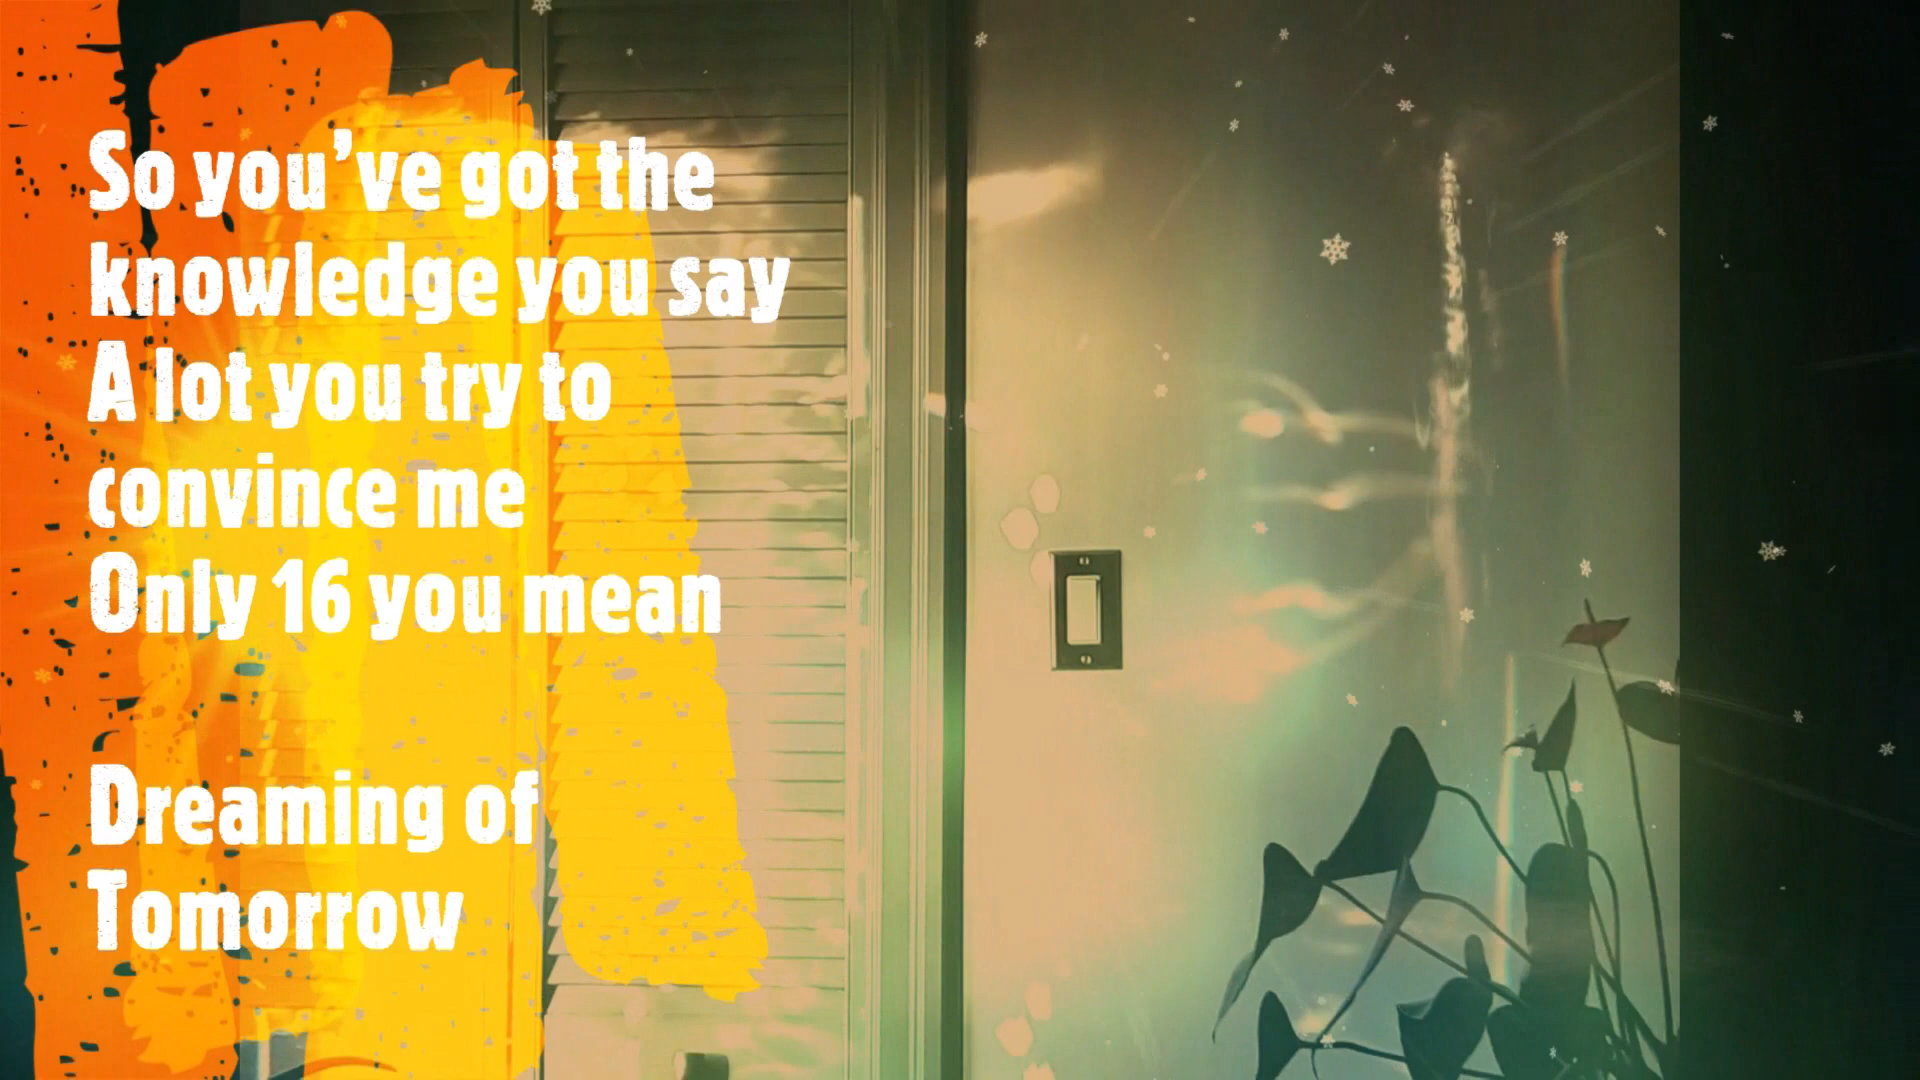 So you've got the
knowledge you say
A lot you try to
convince me
Only 16 you mean
Dreaming of
Tomorrow